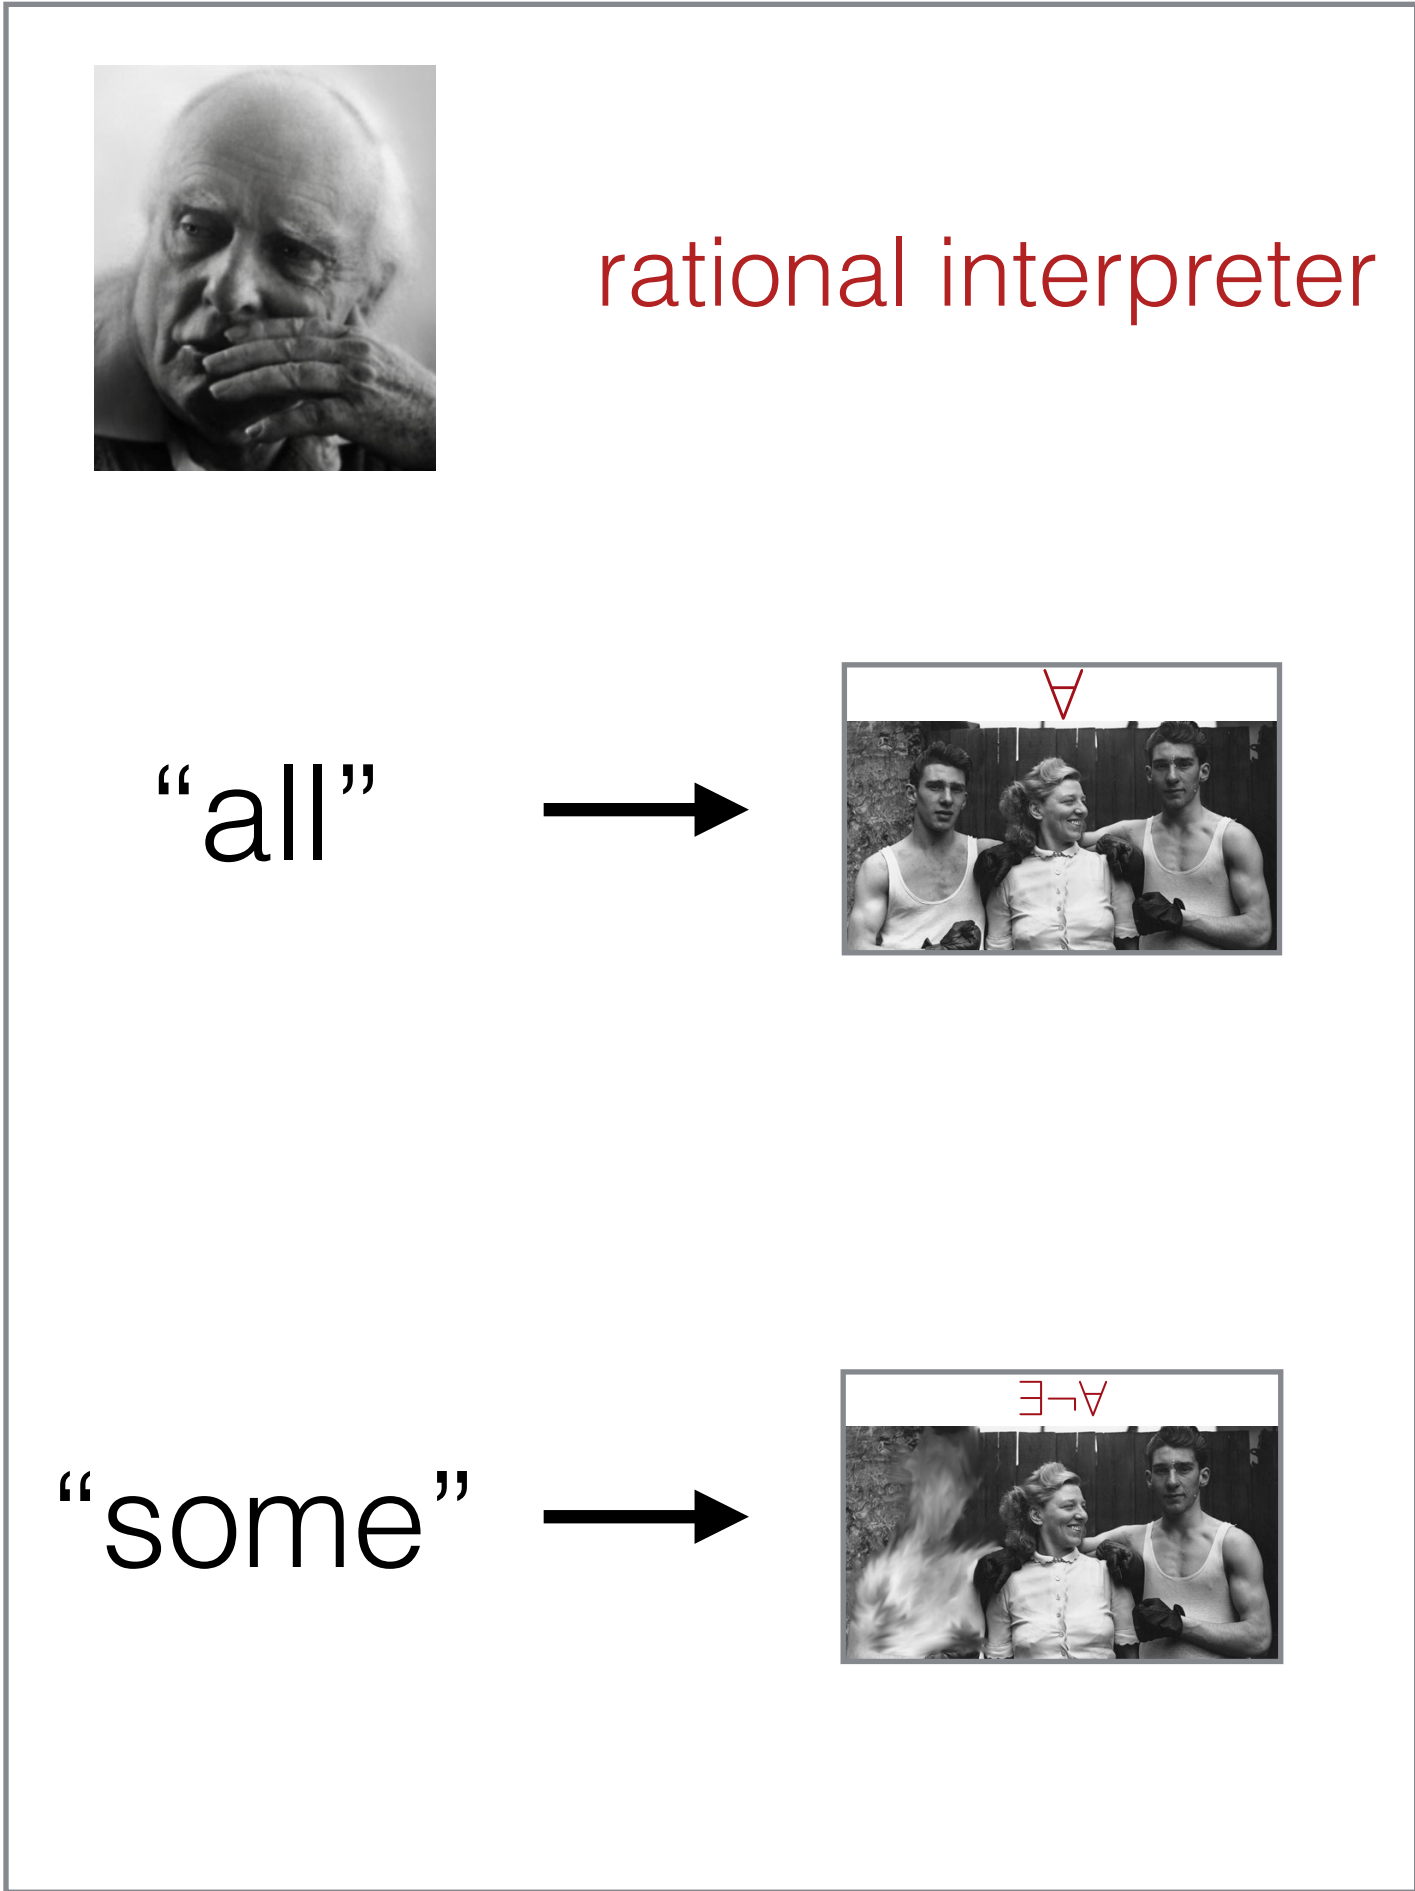 rational interpreter
∀
“all”
∃¬∀
“some”